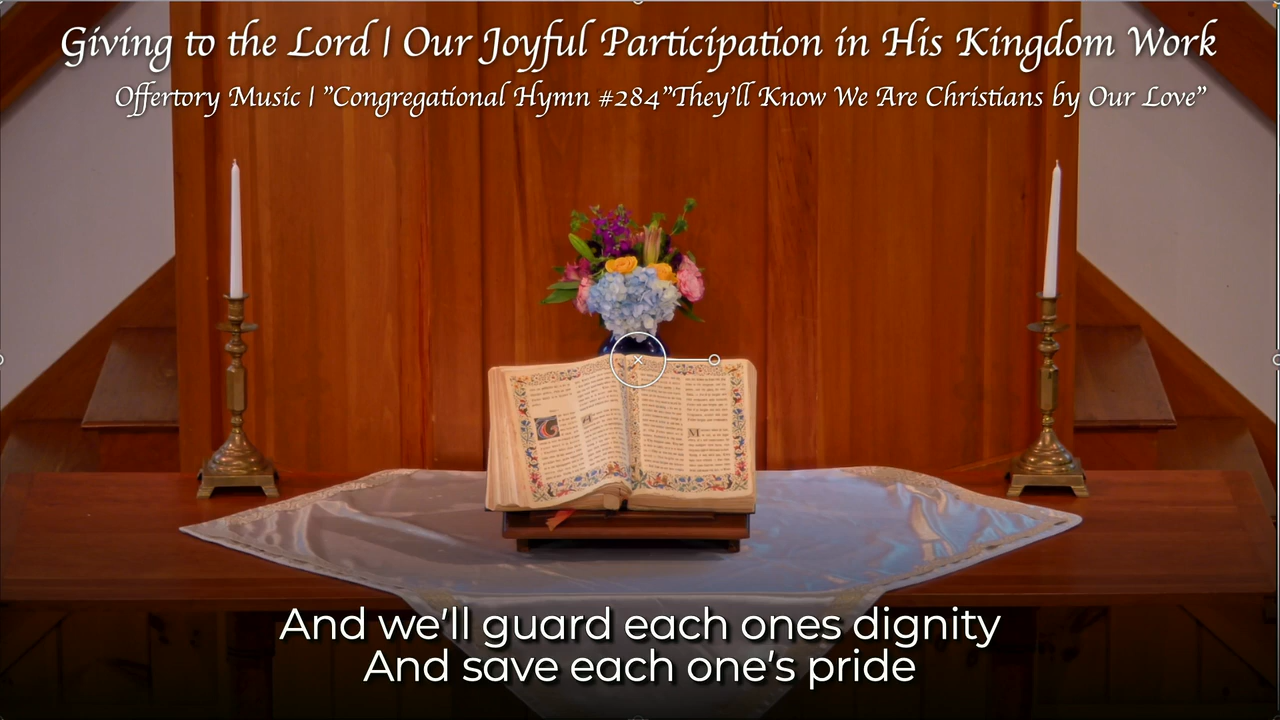 Giving to the Lord | Our Joyful Participation in His Kingdom Work
Offertory Music | "Congregational Hymn #284"They'll Know We Are Christians by Our Love"
G
M
And we'll guard each ones dignity
And save each one's pride